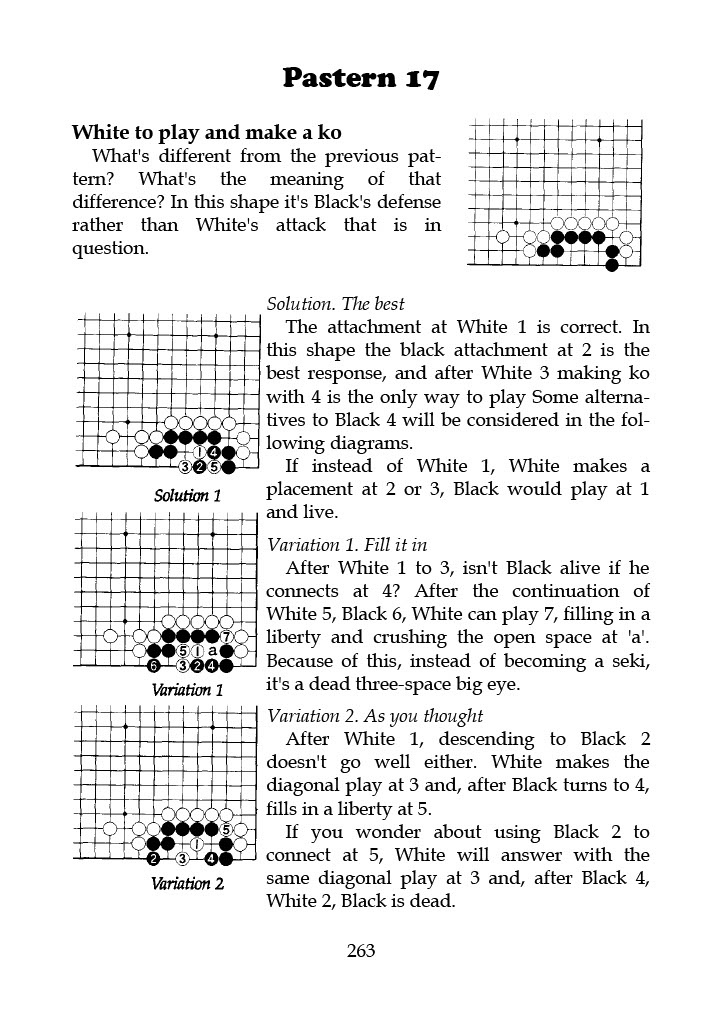 Pastern 17
White to play and make a ko
What's different from the previous pat-
tern? What's the meaning of that
difference? In this shape it's Black's defense
rather than White's attack that is in
question.
Solution. The best
The attachment at White 1 is correct. In
this shape the black attachment at 2 is the
best response, and after White 3 making ko
with 4 is the only way to play Some alterna-
tives to Black 4 will be considered in the fol-
lowing diagrams.
If instead of White 1, White makes a
placement at 2 or 3, Black would play at 1
and live.
1 4
3 2 5
Solution 1
Variation 1. Fill it in
After White 1 to 3, isn't Black alive if he
connects at 4? After the continuation of
White 5, Black 6, White can play 7, filling in a
liberty and crushing the open space at 'a'.
Because of this, instead of becoming a seki,
it's a dead three-space big eye.
7
5 1 a
6 3 2 4
Variation 1
Variation 2. As you thought
After White 1, descending to Black 2
doesn't go well either. White makes the
diagonal play at 3 and, after Black turns to 4,
fills in a liberty at 5.
If you wonder about using Black 2 to
connect at 5, White will answer with the
same diagonal play at 3 and, after Black 4,
White 2, Black is dead.
5
1
2 3 4
Variation 2
263